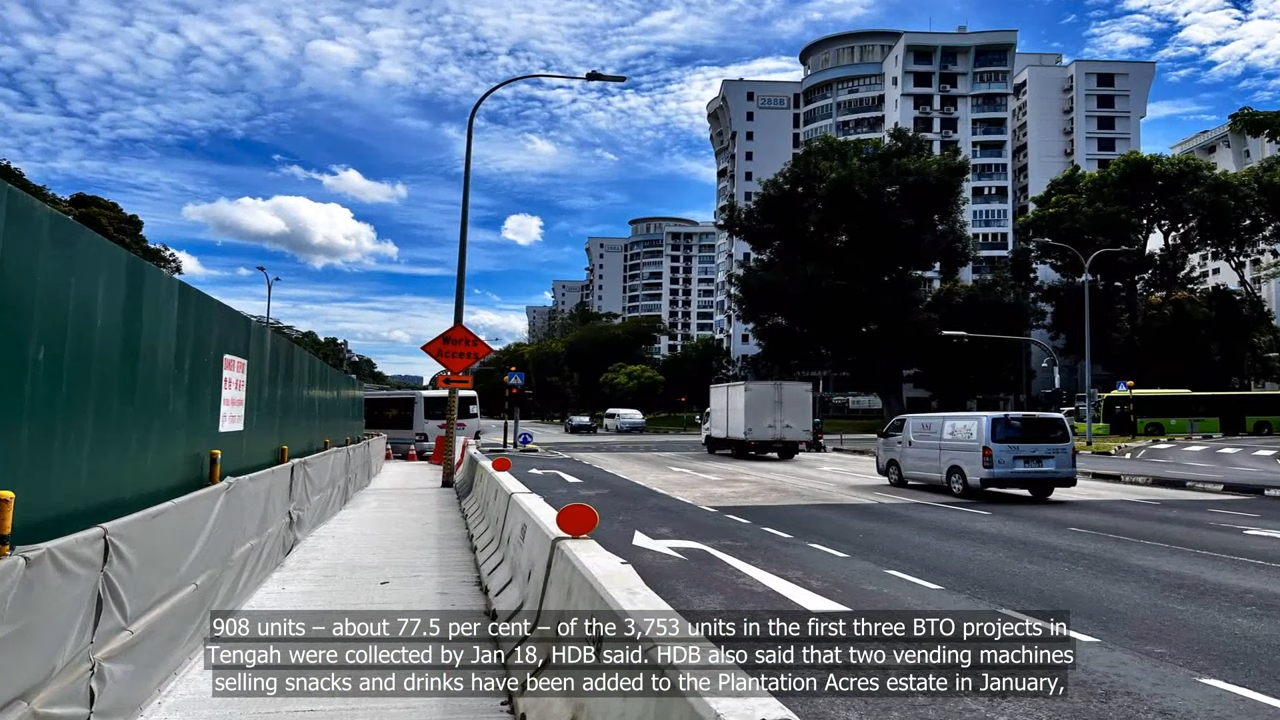 288B
288A
Works
Access
DANGER
908 units – about 77.5 per cent – of the 3,753 units in the first three BTO projects in
Tengah were collected by Jan 18, HDB said. HDB also said that two vending machines
selling snacks and drinks have been added to the Plantation Acres estate in January,